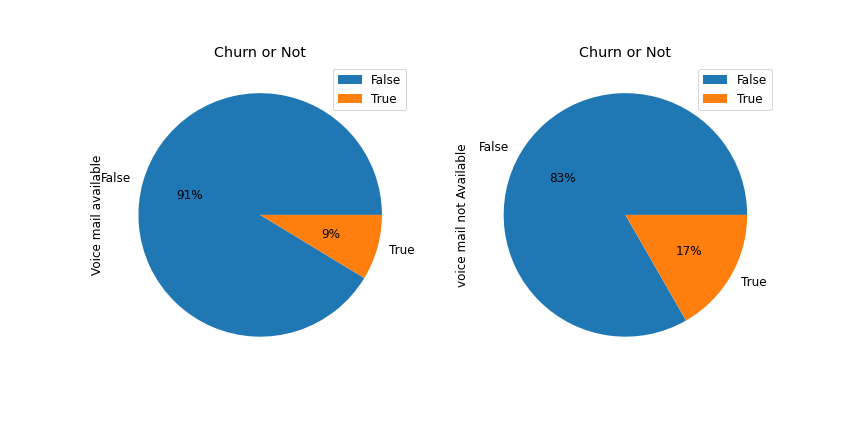 Churn or Not
False
True
Voice mail available
False
91%
9%
True
Churn or Not
False
True
voice mail not Available
False
83%
17%
True